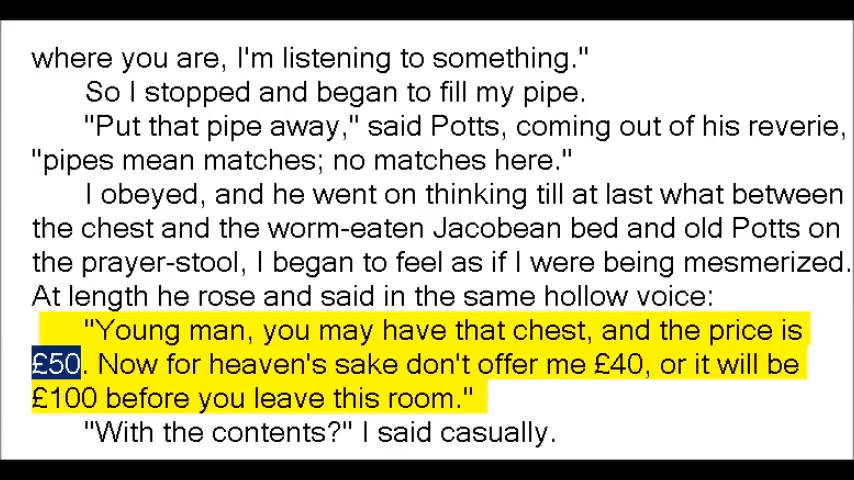 where you are, I'm listening to something."
So I stopped and began to fill my pipe.
"Put that pipe away," said Potts, coming out of his reverie,
"pipes mean matches; no matches here."
I obeyed, and he went on thinking till at last what between
the chest and the worm-eaten Jacobean bed and old Potts on
the prayer-stool, I began to feel as if I were being mesmerized.
At length he rose and said in the same hollow voice:
"Young man, you may have that chest, and the price is
£50. Now for heaven's sake don't offer me £40, or it will be
£100 before you leave this room."
"With the contents?" I said casually.